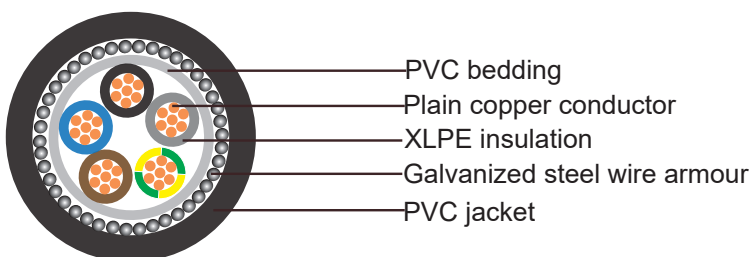 PVC bedding
Plain copper conductor
XLPE insulation
Galvanized steel wire armour
PVC jacket